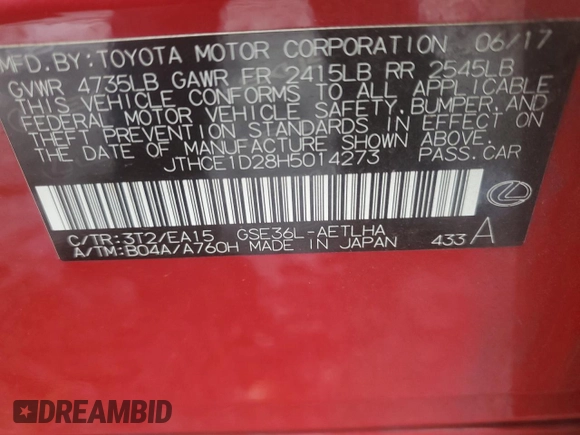 MFD. BY: TOYOTA MOTOR CORPORATION 06/17
GVWR 4735LB GAWR FR 2415LB RR 2545LB
THIS VEHICLE CONFORMS TO ALL APPLICABLE
FEDERAL MOTOR VEHICLE SAFETY, BUMPER, AND
THEFT PREVENTION STANDARDS IN EFFECT ON
THE DATE OF MANUFACTURE SHOWN ABOVE.
JTHCE1D28H5014273 PASS. CAR
C/TR: 3T2/EA15 GSE36L-AETLHA
A/TM: B04A/A760H MADE IN JAPAN 433 A
DREAMBID